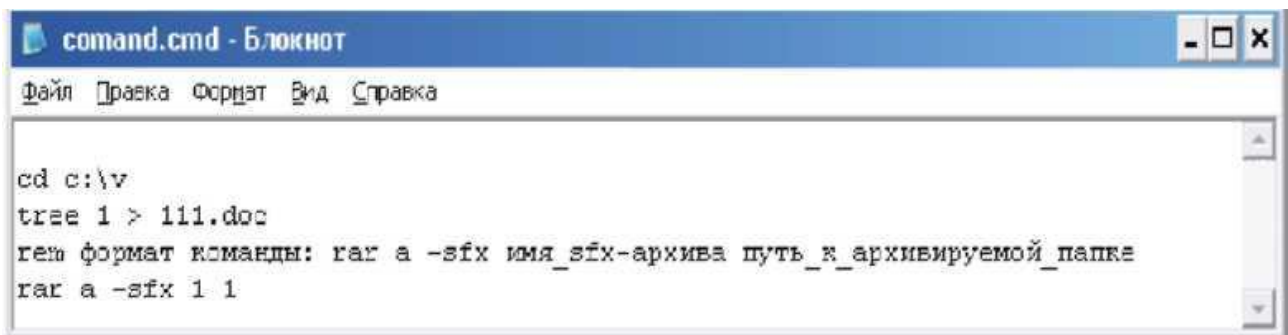 comand.cmd - Блокнот
Файл Правка Формат Вид Справка
cd c:\v
tree 1 > 111.doc
rem формат команды: rar a -sfx имя_sfx-архива путь_к_архивируемой_папке
rar a -sfx 1 1